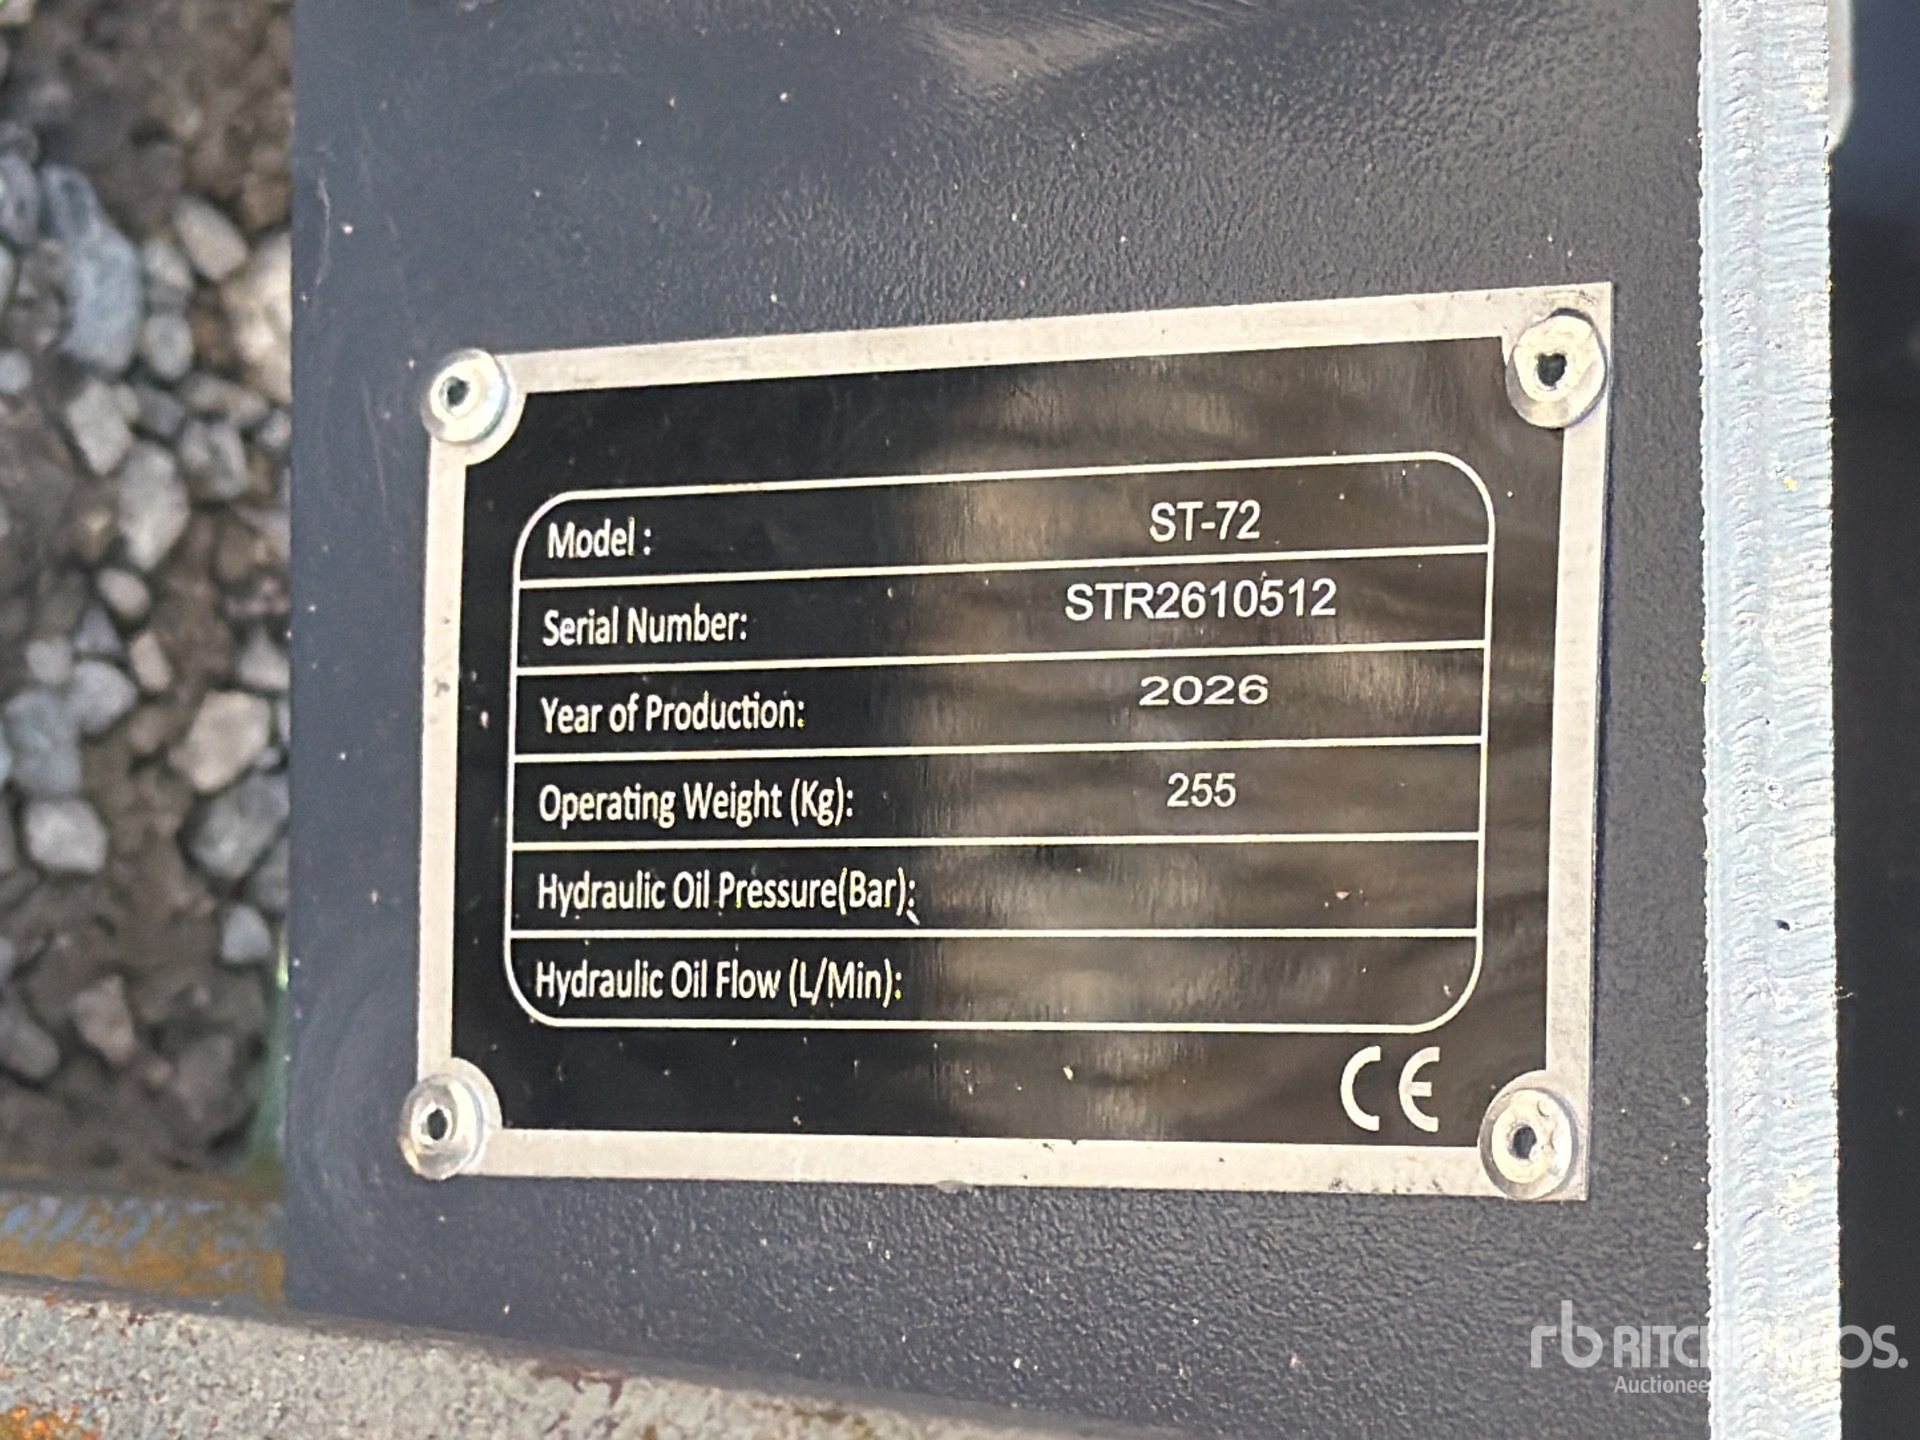 Model : ST-72
Serial Number: STR2610512
Year of Production: 2026
Operating Weight (Kg): 255
Hydraulic Oil Pressure(Bar):
Hydraulic Oil Flow (L/Min):
CE
rb